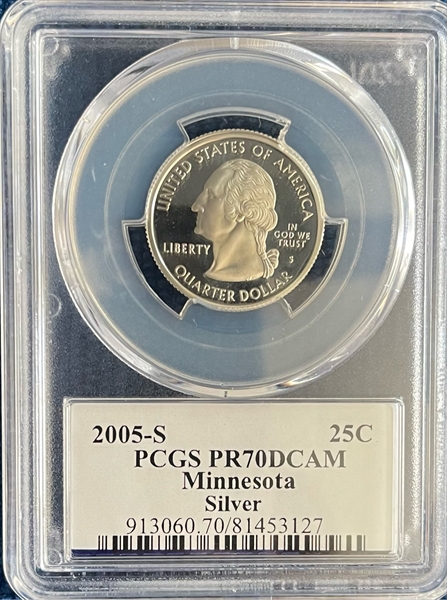 UNITED STATES OF AMERICA
LIBERTY
IN
GOD WE
TRUST
S
QUARTER DOLLAR
2005-S 25C
PCGS PR70DCAM
Minnesota
Silver
913060.70/81453127